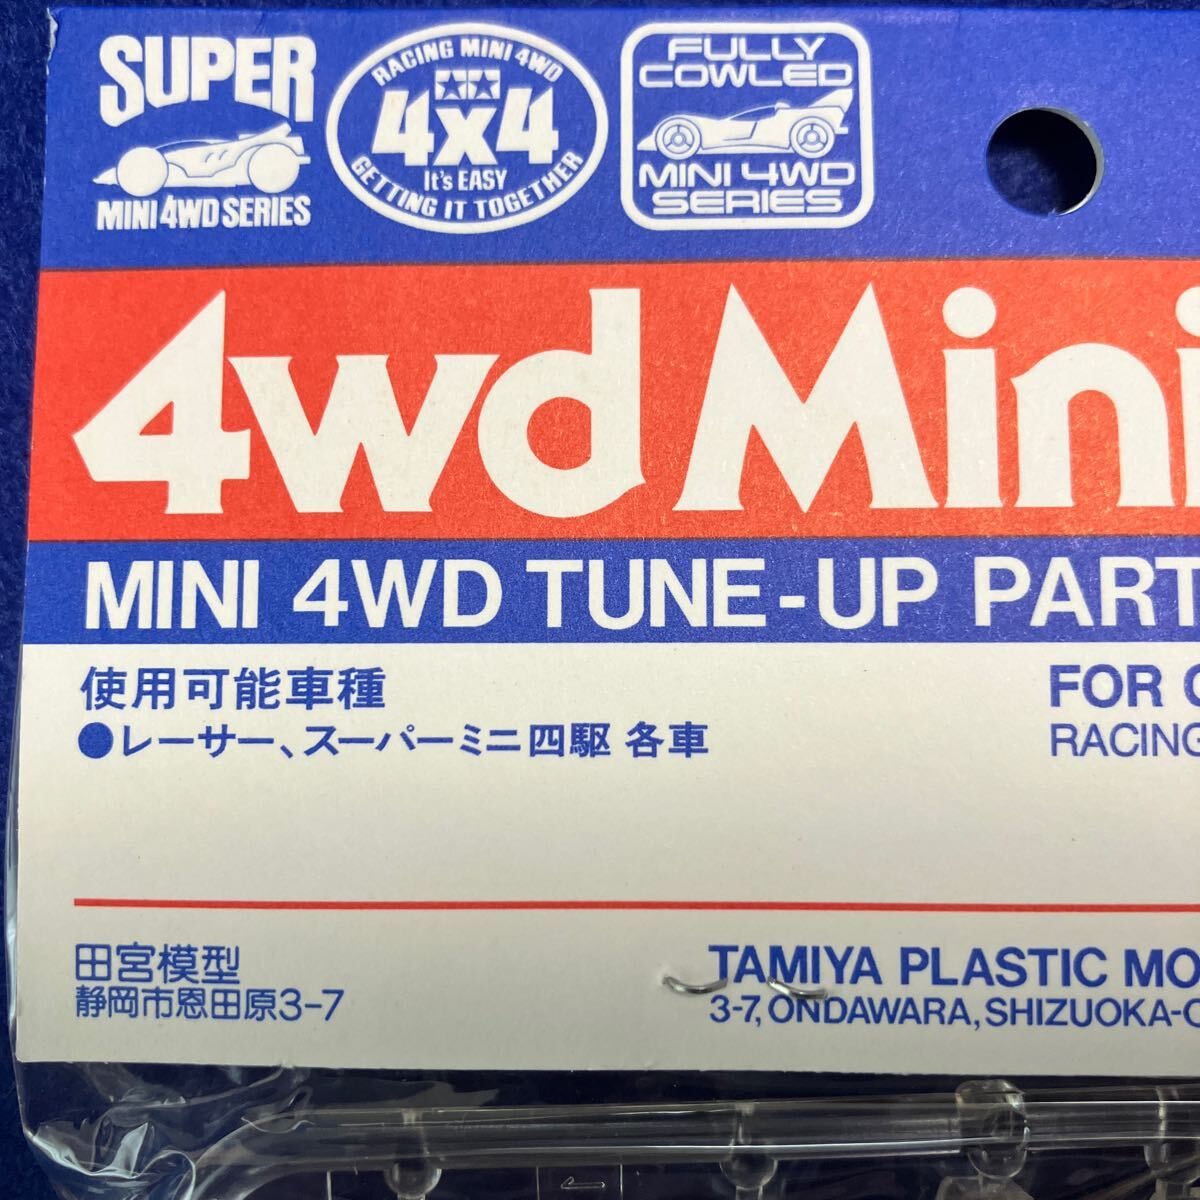 SUPER
MINI 4WD SERIES
RACING MINI 4WD
4x4
It's EASY
GETTING IT TOGETHER
FULLY
COWLED
MINI 4WD
SERIES
4wd Mini
MINI 4WD TUNE-UP PART
使用可能車種
●レーサー、スーパーミニ四駆 各車
FOR
RACING
田宮模型
静岡市恩田原3-7
TAMIYA PLASTIC MO
3-7, ONDAWARA, SHIZUOKA-C